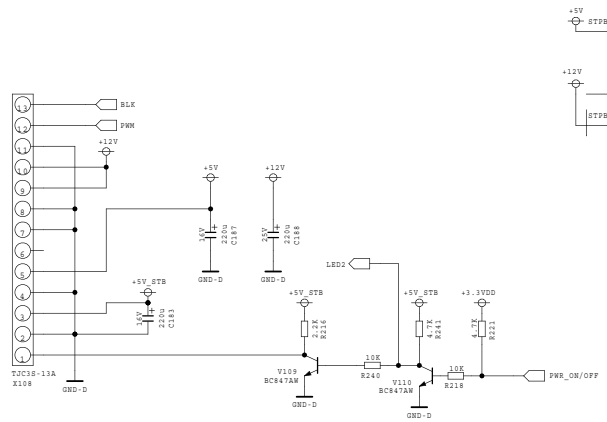 +5V
STPB
+12V
STPB
13
BLK
12
PWM
11
+12V
10
9
8
7
6
5
4
3
2
1
TJC3S-13A
X108
GND-D
+5V_STB
16V
220u
C183
+5V
16V
220u
C187
GND-D
+12V
25V
220u
C188
GND-D
LED2
+5V_STB
2.2K
R216
+5V_STB
4.7K
R241
+3.3VDD
4.7K
R221
V109
BC847AW
GND-D
10K
R240
V110
BC847AW
GND-D
10K
R218
PWR_ON/OFF